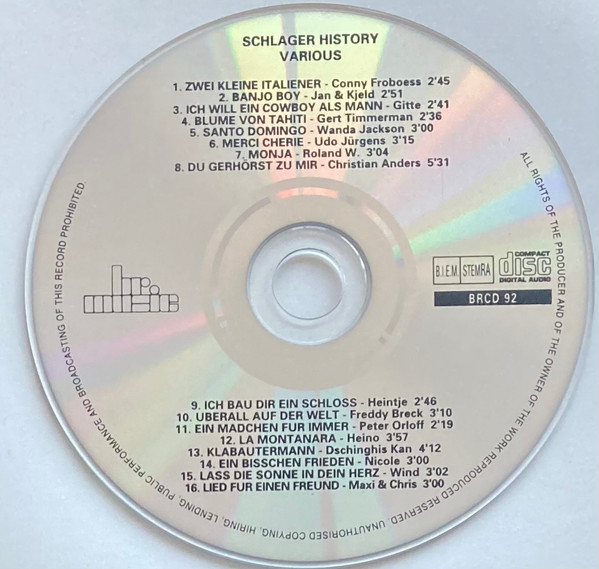 SCHLAGER HISTORY
VARIOUS
1. ZWEI KLEINE ITALIENER - Conny Froboess 2'45
2. BANJO BOY - Jan & Kjeld 2'51
3. ICH WILL EIN COWBOY ALS MANN - Gitte 2'41
4. BLUME VON TAHITI - Gert Timmerman 2'36
5. SANTO DOMINGO - Wanda Jackson 3'00
6. MERCI CHERIE - Udo Jürgens 3'15
7. MONJA - Roland W. 3'04
8. DU GERHÖRST ZU MIR - Christian Anders 5'31
B.I.E.M. STEMRA
COMPACT
disc
DIGITAL AUDIO
BRCD 92
9. ICH BAU DIR EIN SCHLOSS - Heintje 2'46
10. UBERALL AUF DER WELT - Freddy Breck 3'10
11. EIN MADCHEN FUR IMMER - Peter Orloff 2'19
12. LA MONTANARA - Heino 3'57
13. KLABAUTERMANN - Dschinghis Kan 4'12
14. EIN BISSCHEN FRIEDEN - Nicole 3'00
15. LASS DIE SONNE IN DEIN HERZ - Wind 3'02
16. LIED FUR EINEN FREUND - Maxi & Chris 3'00
ALL RIGHTS OF THE PRODUCER AND OF THE OWNER OF THE WORK REPRODUCED RESERVED. UNAUTHORISED COPYING, HIRING, LENDING, PUBLIC PERFORMANCE AND BROADCASTING OF THIS RECORD PROHIBITED.